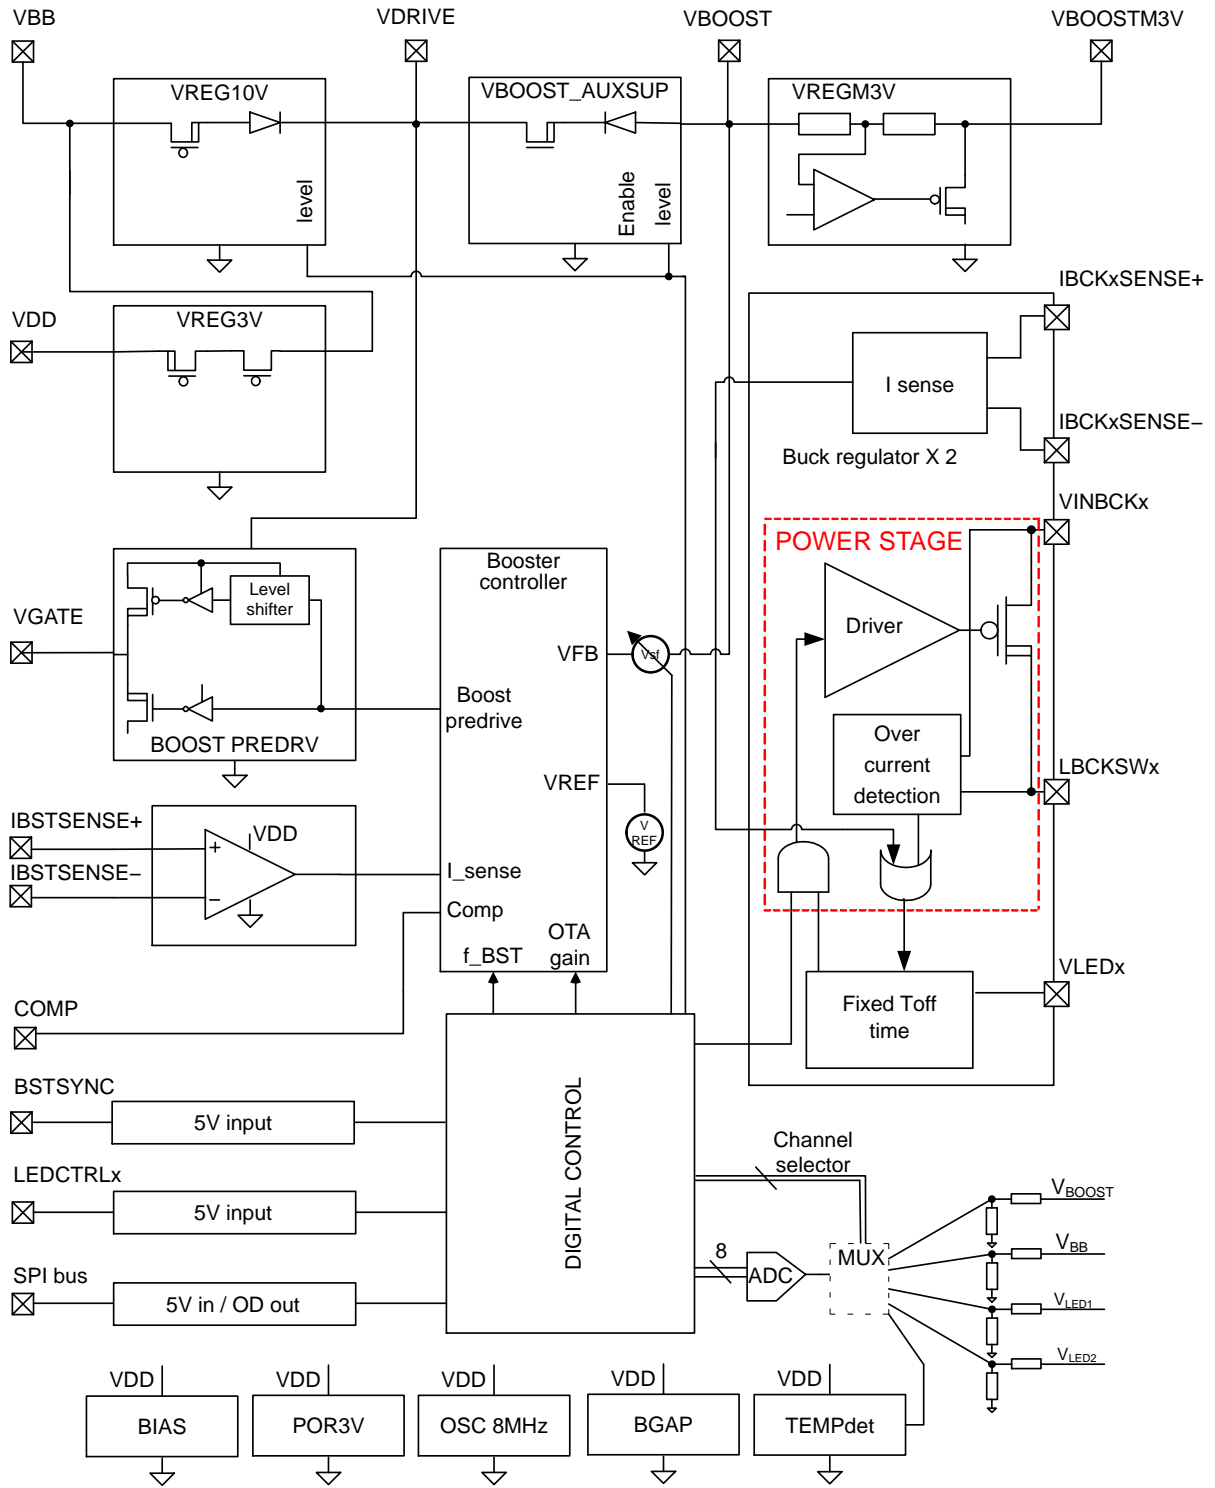 VBB
VDRIVE
VBOOST
VBOOSTM3V
VREG10V
level
VBOOST_AUXSUP
Enable
level
VREGM3V
VDD
VREG3V
IBCKxSENSE+
I sense
IBCKxSENSE−
Buck regulator X 2
VINBCKx
POWER STAGE
Driver
Over
current
detection
LBCKSWx
Fixed Toff
time
VLEDx
VGATE
Level
shifter
BOOST PREDRV
Booster
controller
VFB
Vsf
Boost
predrive
VREF
V
REF
I_sense
Comp
f_BST
OTA
gain
IBSTSENSE+
IBSTSENSE−
+
−
VDD
COMP
BSTSYNC
5V input
LEDCTRLx
5V input
SPI bus
5V in / OD out
DIGITAL CONTROL
Channel
selector
8
ADC
MUX
VBOOST
VBB
VLED1
VLED2
VDD
BIAS
VDD
POR3V
VDD
OSC 8MHz
VDD
BGAP
VDD
TEMPdet